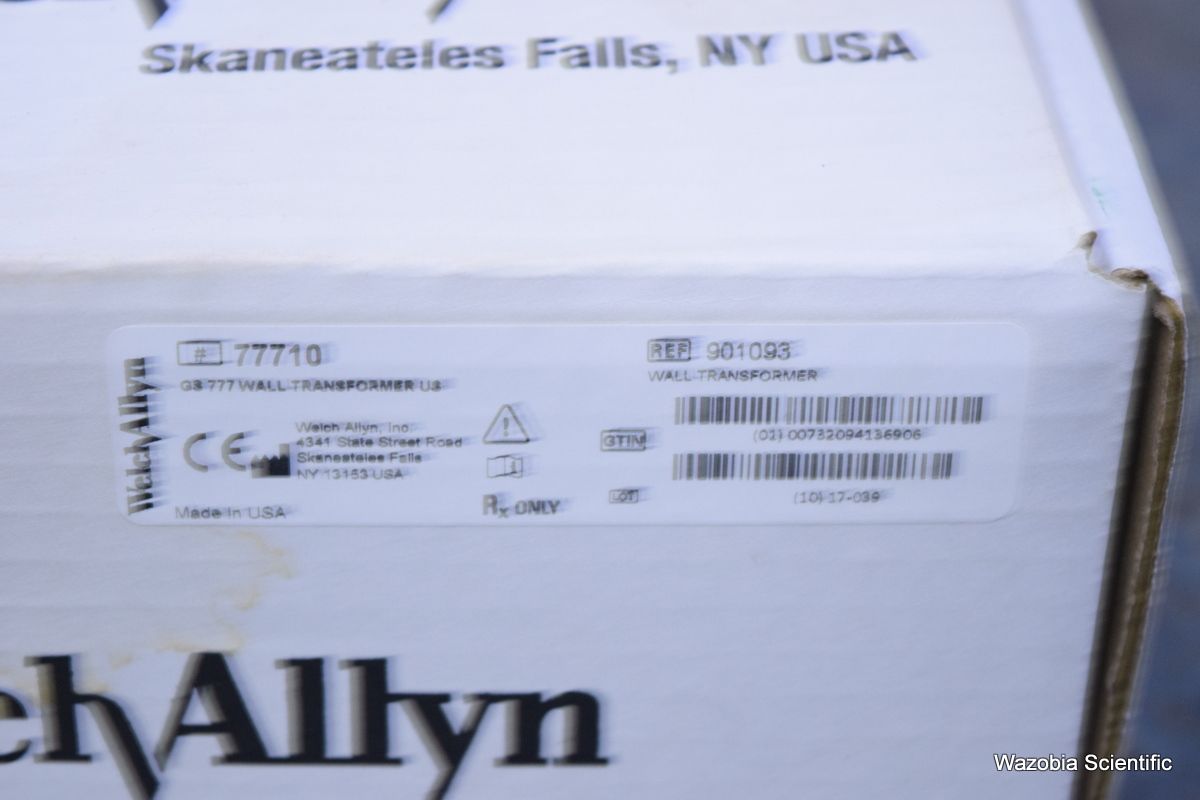 Skaneateles Falls, NY USA
WelchAllyn
# 77710
GS 777 WALL TRANSFORMER US
Welch Allyn, Inc.
4341 State Street Road
Skaneateles Falls
NY 13153 USA
CE
Made in USA
Rx ONLY
REF 901093
WALL TRANSFORMER
GTIN
(01) 00732094136906
LOT
(10) 17-039
elchAllyn
Wazobia Scientific